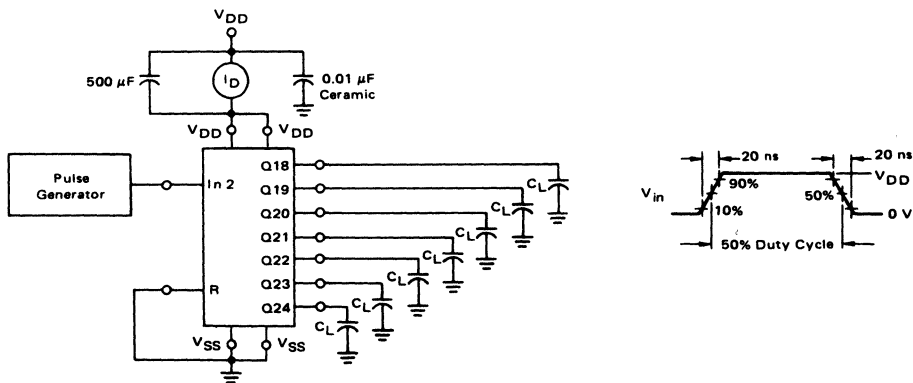 VDD
500 μF
ID
0.01 μF
Ceramic
VDD
VDD
Pulse
Generator
In 2
R
Q18
Q19
Q20
Q21
Q22
Q23
Q24
CL
CL
CL
CL
CL
CL
CL
VSS
VSS
20 ns
20 ns
VDD
Vin
90%
50%
10%
0 V
50% Duty Cycle